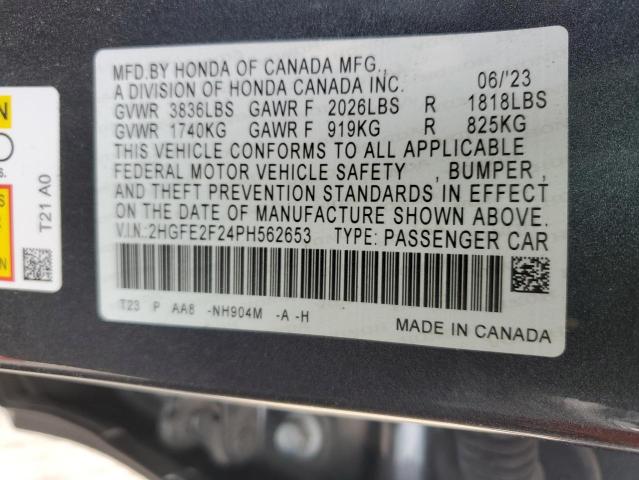 MFD.BY HONDA OF CANADA MFG.,
A DIVISION OF HONDA CANADA INC. 06/'23
GVWR 3836LBS GAWR F 2026LBS R 1818LBS
GVWR 1740KG GAWR F 919KG R 825KG
THIS VEHICLE CONFORMS TO ALL APPLICABLE
FEDERAL MOTOR VEHICLE SAFETY , BUMPER ,
AND THEFT PREVENTION STANDARDS IN EFFECT
ON THE DATE OF MANUFACTURE SHOWN ABOVE.
V.I.N.:2HGFE2F24PH562653 TYPE: PASSENGER CAR
T23 P AA8 -NH904M -A -H
MADE IN CANADA
T21 A0